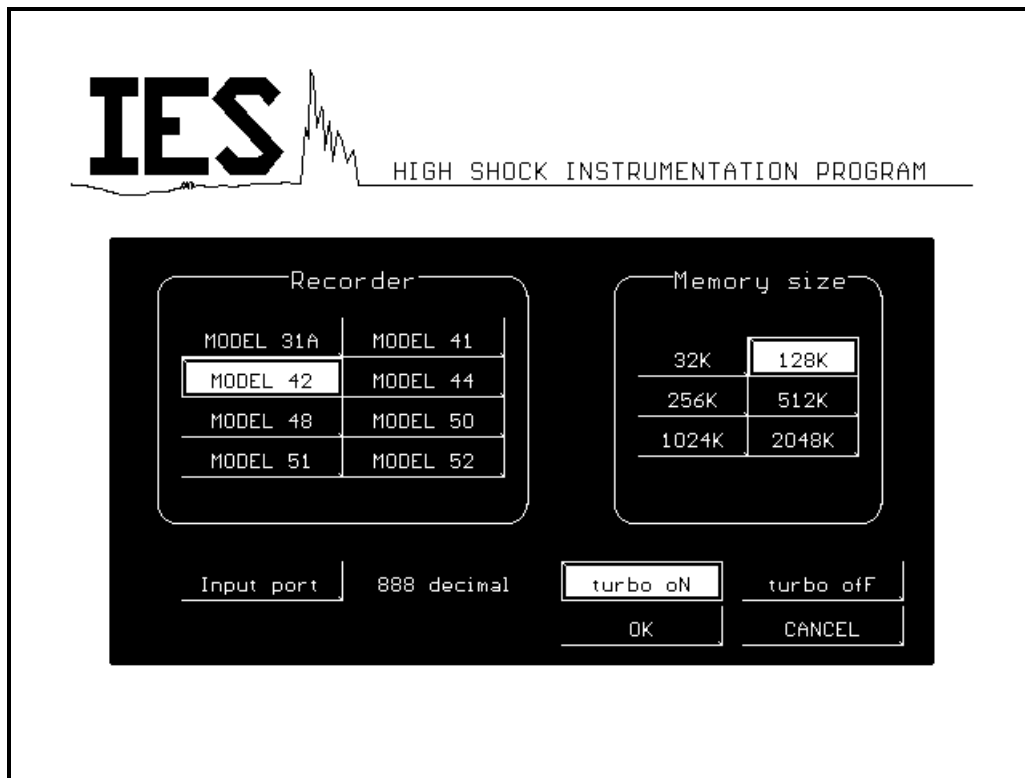 IES
HIGH SHOCK INSTRUMENTATION PROGRAM
Recorder
MODEL 31A MODEL 41
MODEL 42 MODEL 44
MODEL 48 MODEL 50
MODEL 51 MODEL 52
Memory size
32K 128K
256K 512K
1024K 2048K
Input port 888 decimal turbo oN turbo ofF
OK CANCEL